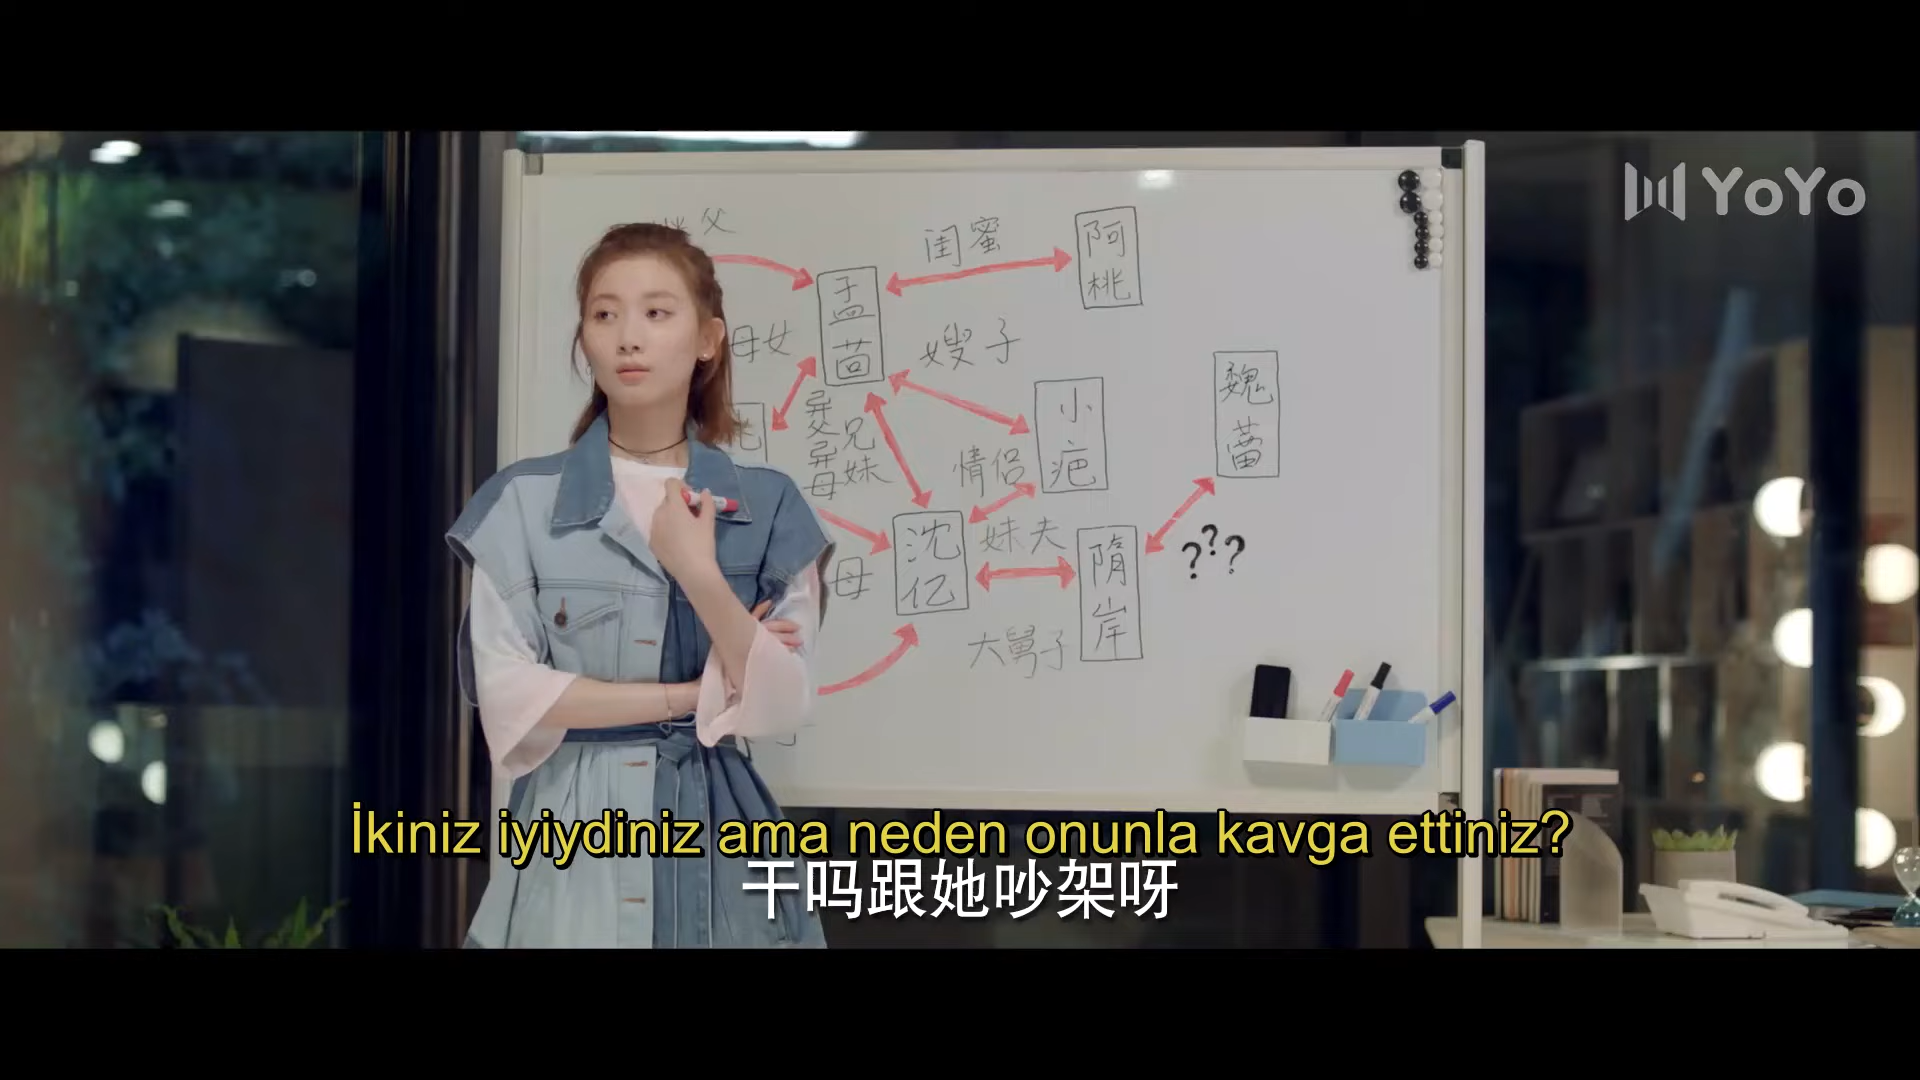 YoYo
父
闺蜜
阿桃
孟茴
母女
嫂子
魏蕾
老
异父异母
兄妹
小疤
情侣
沈亿
妹夫
隋岸
???
母
大舅子
İkiniz iyiydiniz ama neden onunla kavga ettiniz?
干吗跟她吵架呀